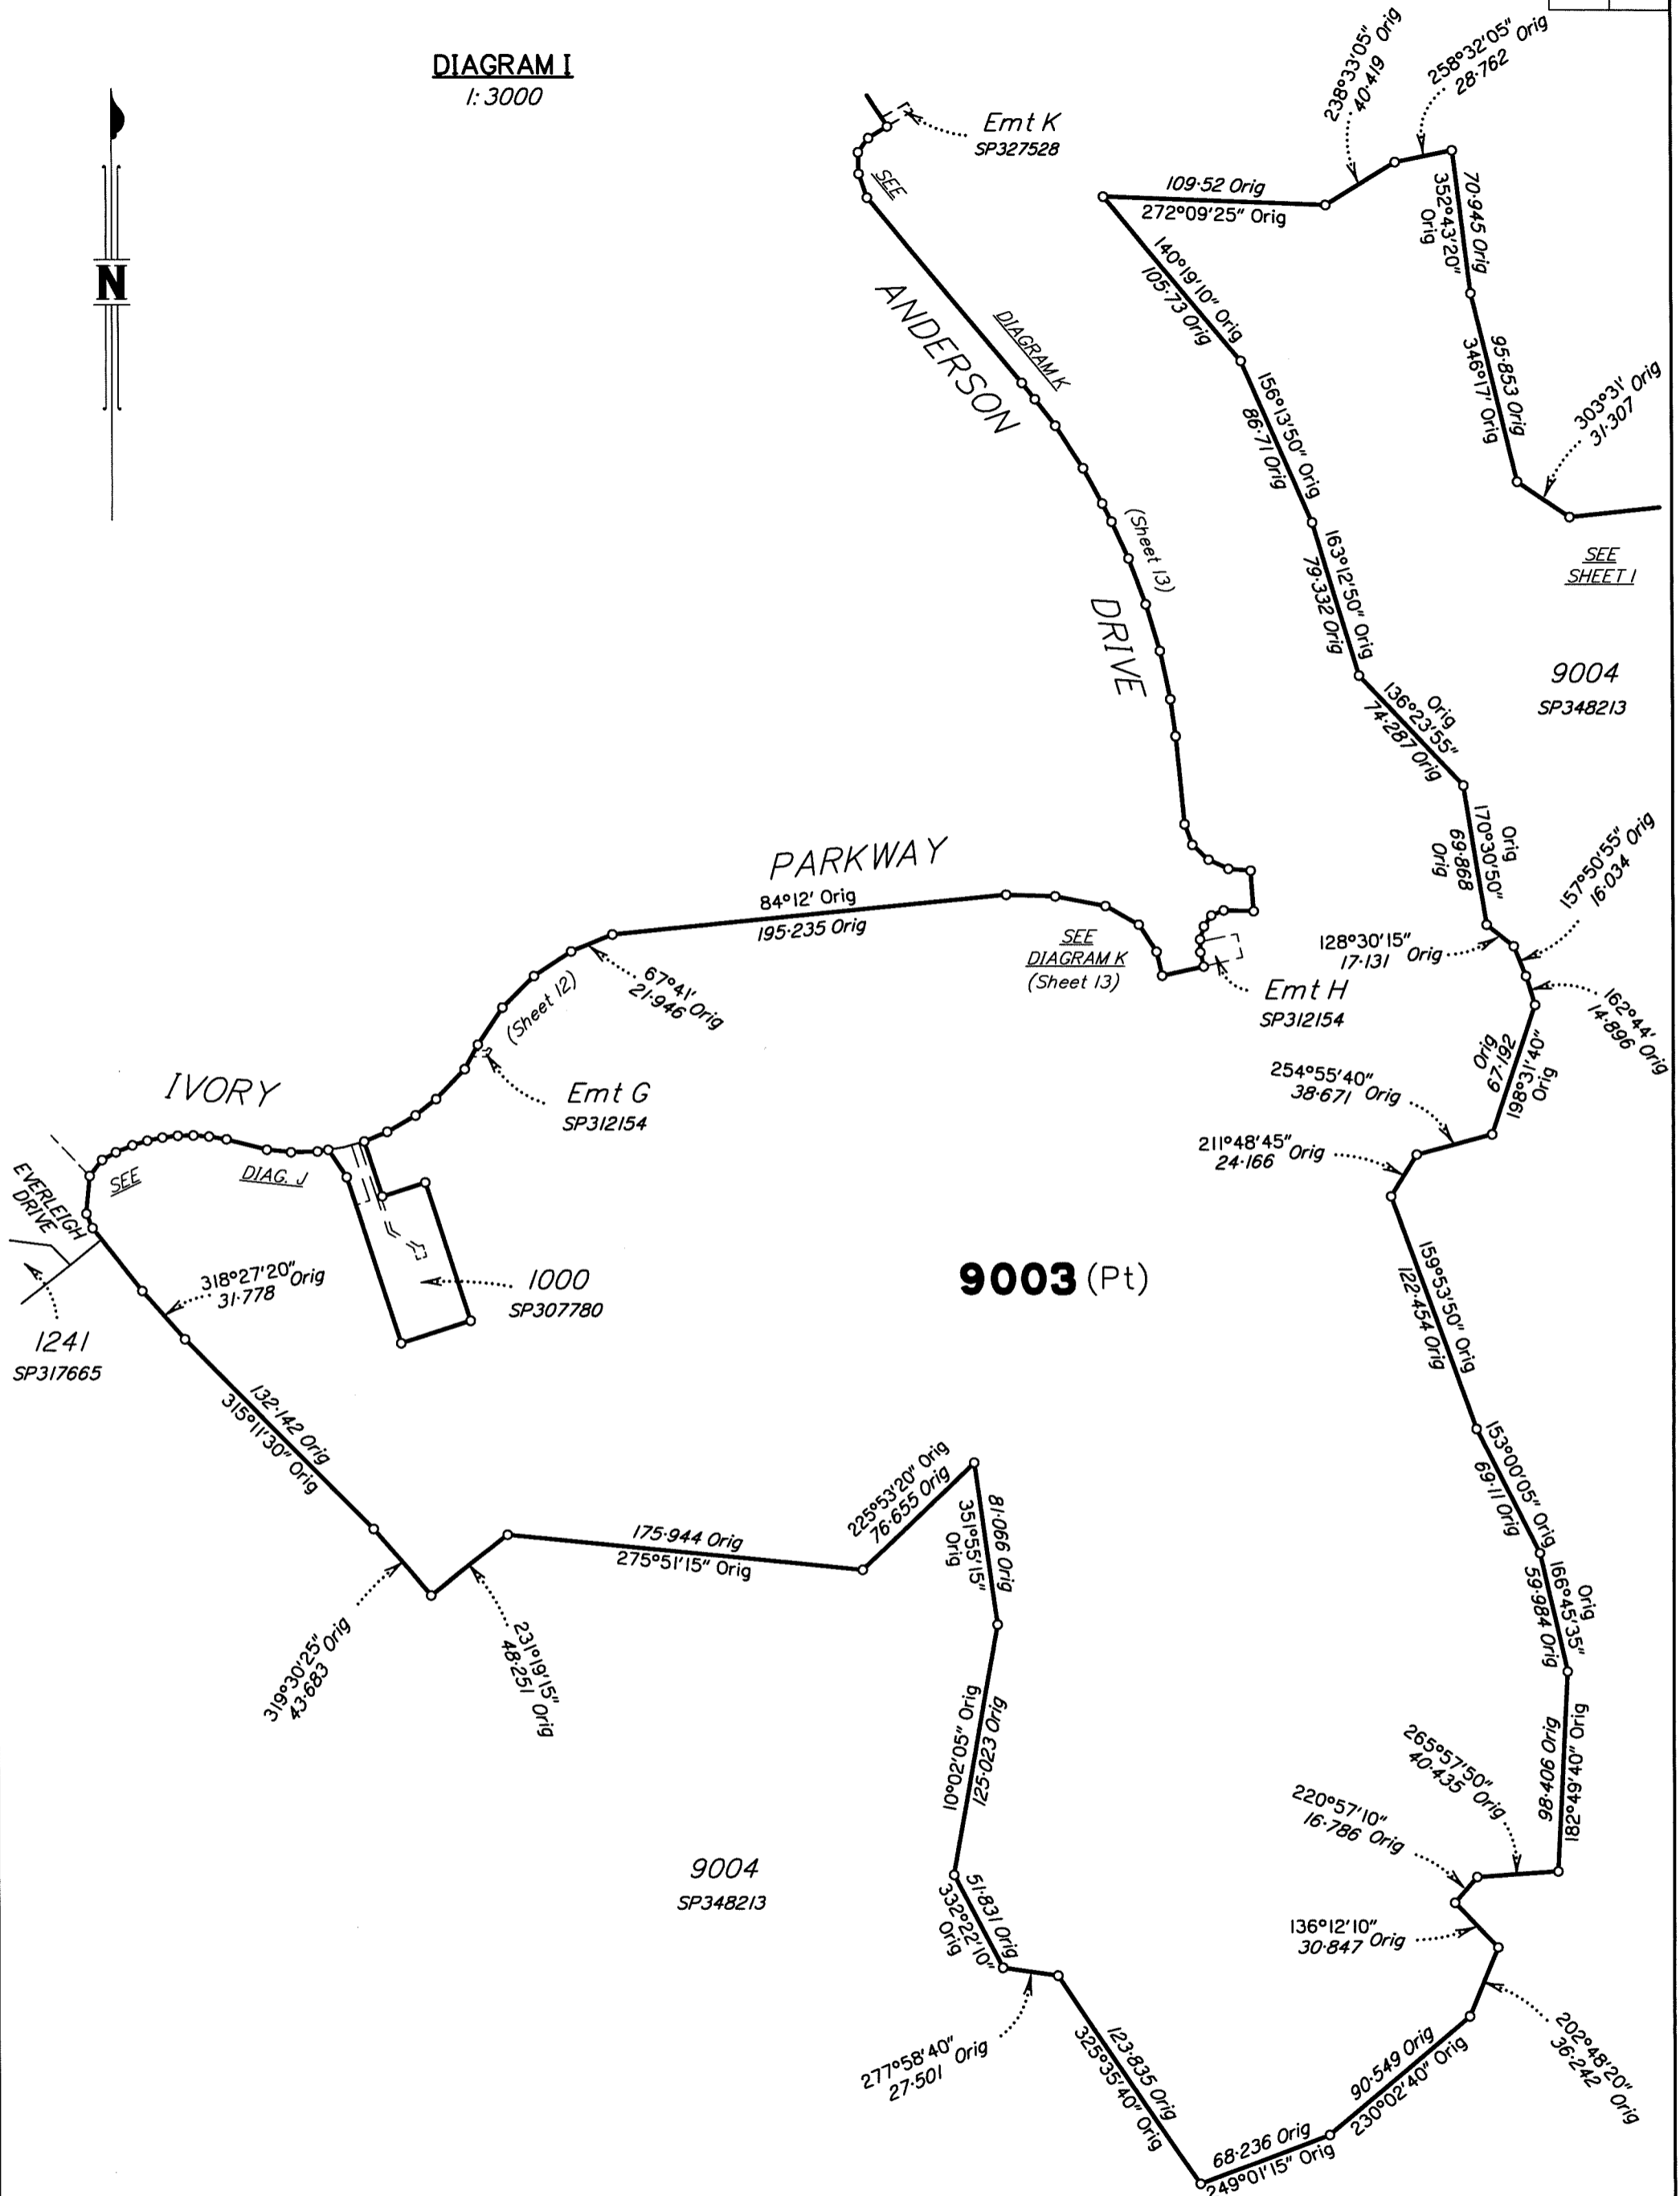 DIAGRAM I
1: 3000
N
Emt K
SP327528
SEE
DIAGRAM K
(Sheet 13)
ANDERSON
DRIVE
238°33'05" Orig
40·419
258°32'05" Orig
28·762
109·52 Orig
272°09'25" Orig
70·945 Orig
352°43'20"
Orig
140°19'10" Orig
105·73 Orig
95·853 Orig
346°17' Orig
303°31' Orig
31·307
156°13'50" Orig
86·71 Orig
SEE
SHEET 1
163°12'50" Orig
79·332 Orig
9004
SP348213
Orig
136°23'55"
74·287 Orig
Orig
170°30'50"
69·868
Orig
157°50'55" Orig
16·034
128°30'15"
17·131 Orig
162°44' Orig
14·896
Orig
67·192
198°31'40"
Orig
254°55'40"
38·671 Orig
211°48'45"
24·166 Orig
PARKWAY
84°12' Orig
195·235 Orig
SEE
DIAGRAM K
(Sheet 13)
Emt H
SP312154
67°41'
21·946 Orig
(Sheet 12)
Emt G
SP312154
IVORY
SEE
DIAG. J
EVERLEIGH
DRIVE
318°27'20" Orig
31·778
1000
SP307780
1241
SP317665
9003 (Pt)
159°53'50" Orig
122·454 Orig
132·142 Orig
315°11'30" Orig
153°00'05" Orig
69·11 Orig
225°53'20" Orig
76·655 Orig
81·066 Orig
351°55'15"
Orig
175·944 Orig
275°51'15" Orig
Orig
166°45'35"
59·984 Orig
319°30'25" Orig
43·683
231°19'15"
48·251 Orig
10°02'05" Orig
125·023 Orig
98·406 Orig
182°49'40" Orig
265°57'50"
40·435 Orig
220°57'10"
16·786 Orig
9004
SP348213
51·831 Orig
332°22'10"
Orig
136°12'10"
30·847 Orig
277°58'40" Orig
27·501
123·835 Orig
325°35'40" Orig
202°48'20"
36·242 Orig
90·549 Orig
230°02'40" Orig
68·236 Orig
249°01'15" Orig